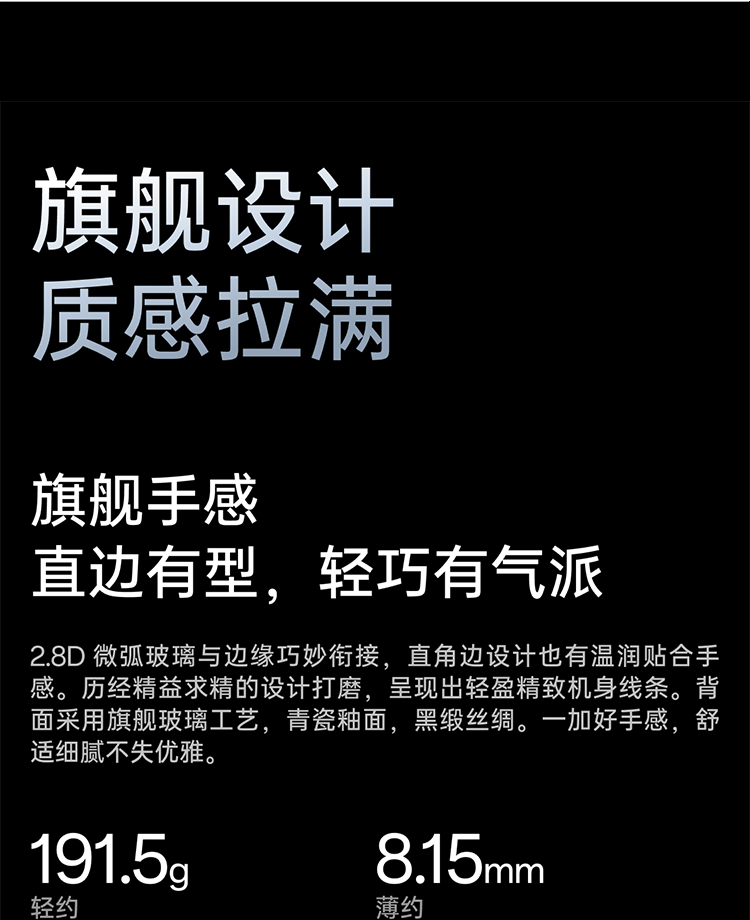 旗舰设计
质感拉满
旗舰手感
直边有型，轻巧有气派
2.8D 微弧玻璃与边缘巧妙衔接，直角边设计也有温润贴合手
感。历经精益求精的设计打磨，呈现出轻盈精致机身线条。背
面采用旗舰玻璃工艺，青瓷釉面，黑缎丝绸。一加好手感，舒
适细腻不失优雅。
191.5g 8.15mm
轻约 薄约